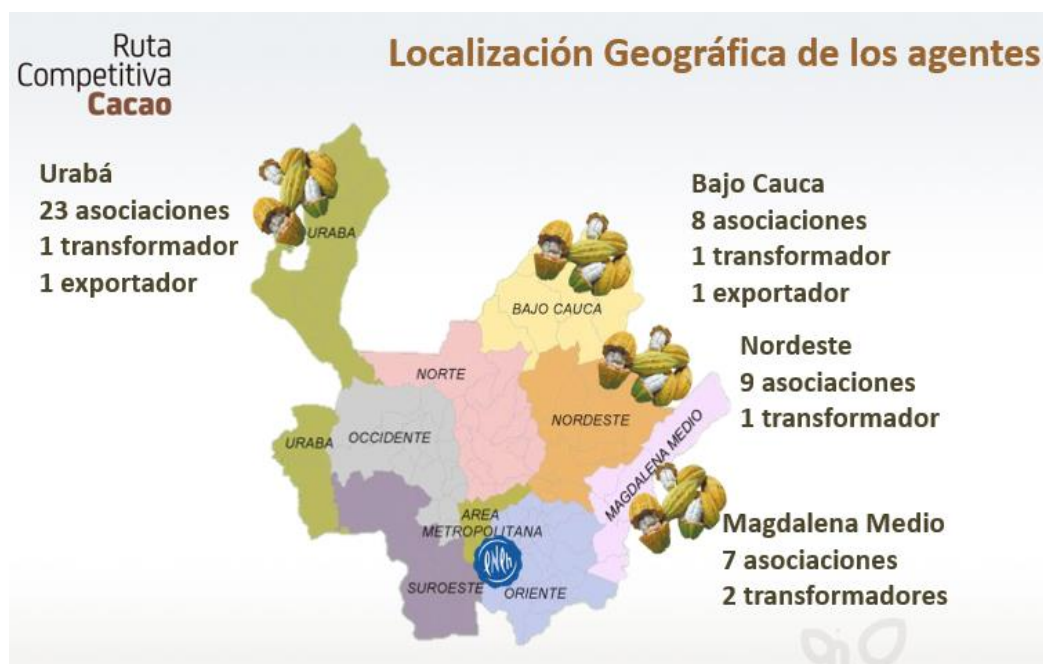 Ruta
Competitiva
Cacao
Localización Geográfica de los agentes
Urabá
23 asociaciones
1 transformador
1 exportador
Bajo Cauca
8 asociaciones
1 transformador
1 exportador
Nordeste
9 asociaciones
1 transformador
Magdalena Medio
7 asociaciones
2 transformadores
URABA
BAJO CAUCA
NORTE
NORDESTE
URABA
OCCIDENTE
MAGDALENA MEDIO
AREA
METROPOLITANA
SUROESTE
ORIENTE